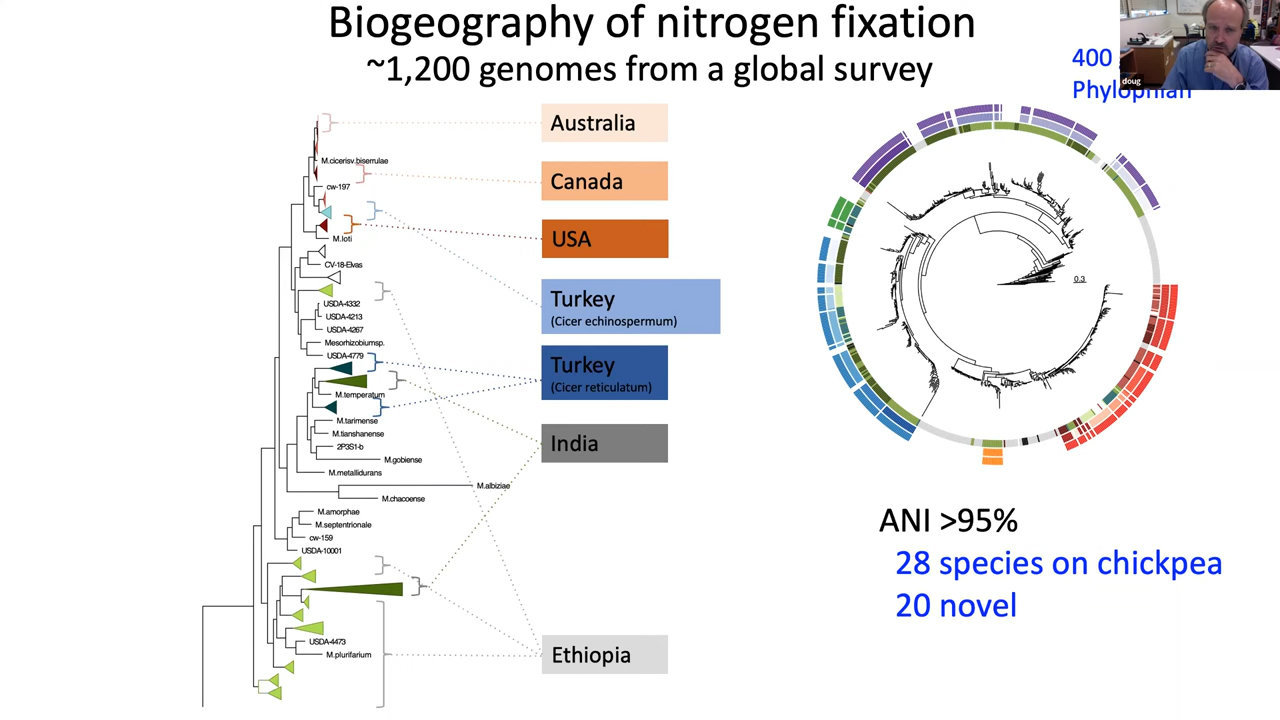 Biogeography of nitrogen fixation
~1,200 genomes from a global survey
400
Phylophlan
doug
Australia
Canada
USA
Turkey
(Cicer echinospermum)
Turkey
(Cicer reticulatum)
India
Ethiopia
M.cicerisv.biserrulae
cw-197
M.loti
CV-18-Elvas
USDA-4332
USDA-4213
USDA-4267
Mesorhizobiumsp.
USDA-4779
M.temperatum
M.tarimense
M.tianshanense
2P3S1-b
M.gobiense
M.metallidurans
M.albiziae
M.chacoense
M.amorphae
M.septentrionale
cw-159
USDA-10001
USDA-4473
M.plurifarium
0.3
ANI >95%
28 species on chickpea
20 novel